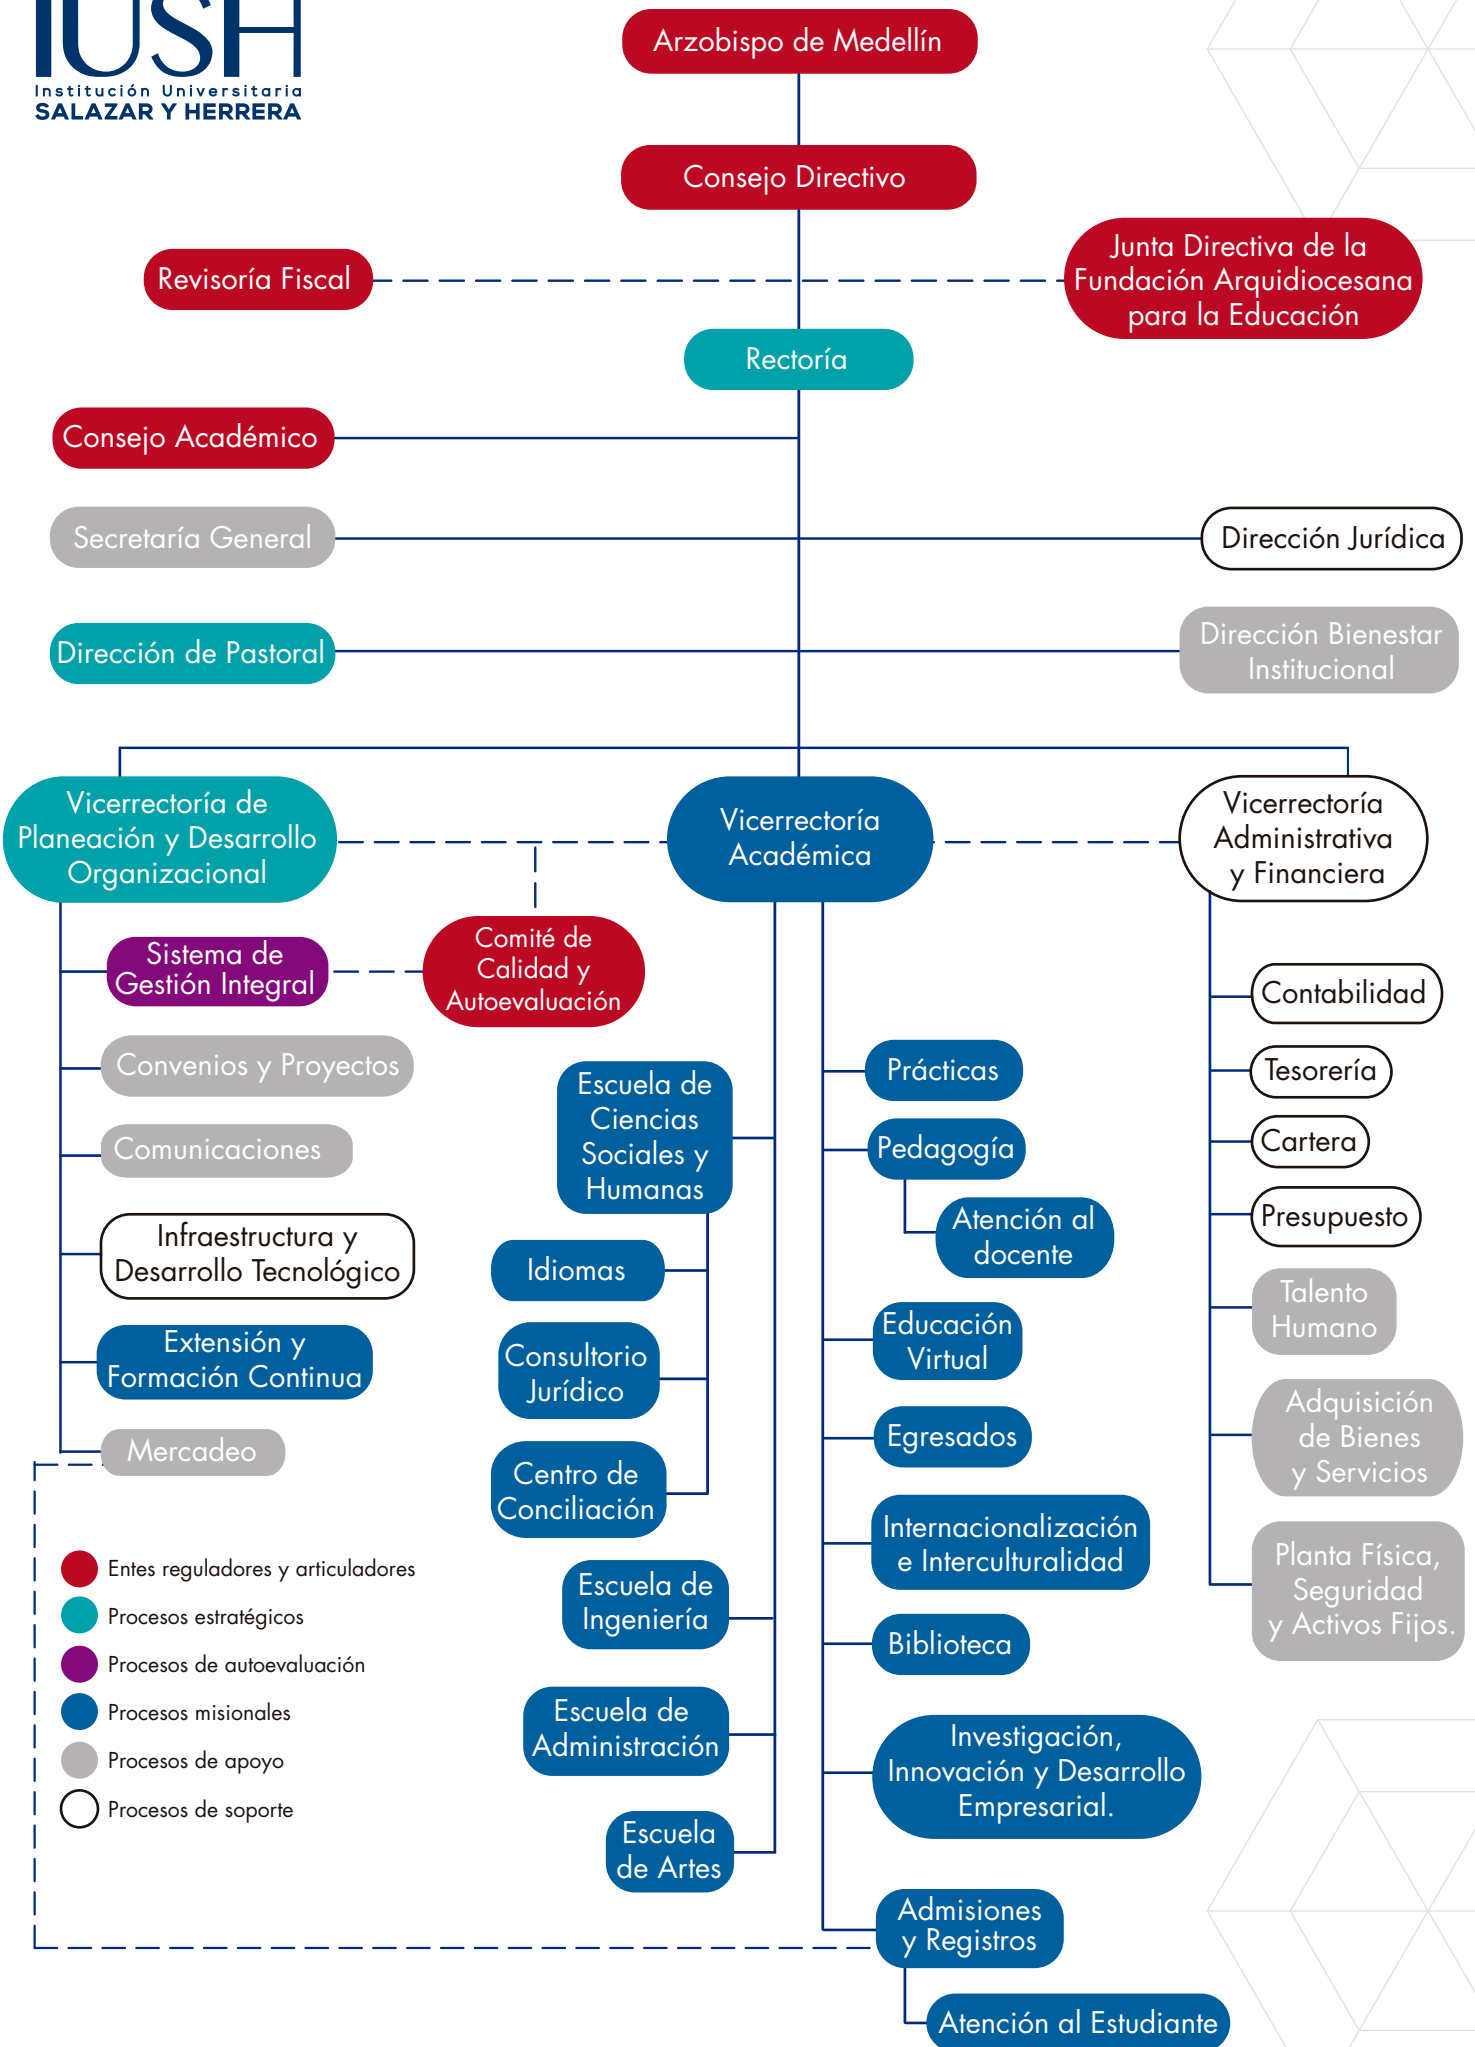 IUSH
Institución Universitaria
SALAZAR Y HERRERA
Arzobispo de Medellín
Consejo Directivo
Revisoría Fiscal
Junta Directiva de la
Fundación Arquidiocesana
para la Educación
Rectoría
Consejo Académico
Secretaría General
Dirección Jurídica
Dirección de Pastoral
Dirección Bienestar
Institucional
Vicerrectoría de
Planeación y Desarrollo
Organizacional
Vicerrectoría
Académica
Vicerrectoría
Administrativa
y Financiera
Sistema de
Gestión Integral
Comité de
Calidad y
Autoevaluación
Convenios y Proyectos
Comunicaciones
Infraestructura y
Desarrollo Tecnológico
Extensión y
Formación Continua
Mercadeo
Escuela de
Ciencias
Sociales y
Humanas
Idiomas
Consultorio
Jurídico
Centro de
Conciliación
Escuela de
Ingeniería
Escuela de
Administración
Escuela
de Artes
Prácticas
Pedagogía
Atención al
docente
Educación
Virtual
Egresados
Internacionalización
e Interculturalidad
Biblioteca
Investigación,
Innovación y Desarrollo
Empresarial.
Admisiones
y Registros
Atención al Estudiante
Contabilidad
Tesorería
Cartera
Presupuesto
Talento
Humano
Adquisición
de Bienes
y Servicios
Planta Física,
Seguridad
y Activos Fijos.
Entes reguladores y articuladores
Procesos estratégicos
Procesos de autoevaluación
Procesos misionales
Procesos de apoyo
Procesos de soporte